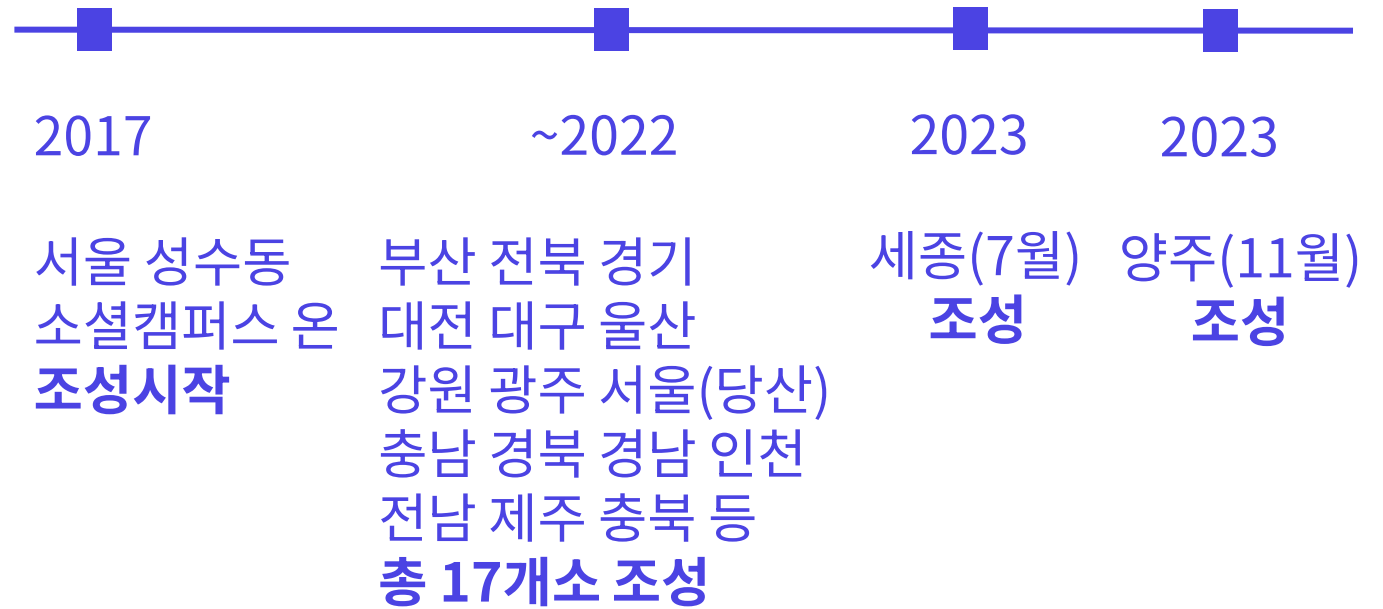 2017
서울 성수동
소셜캠퍼스 온
조성시작
~2022
부산 전북 경기
대전 대구 울산
강원 광주 서울(당산)
충남 경북 경남 인천
전남 제주 충북 등
총 17개소 조성
2023
세종(7월)
조성
2023
양주(11월)
조성